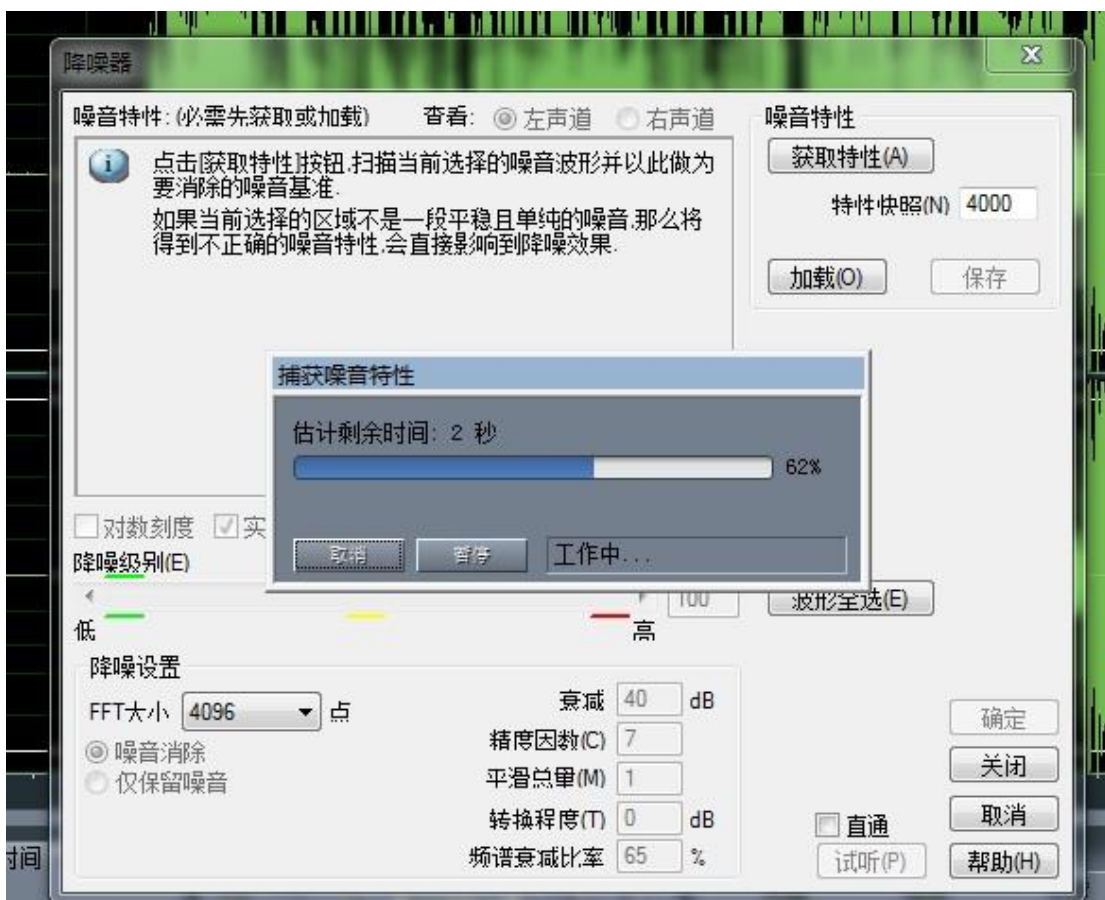 降噪器
噪音特性: (必需先获取或加载) 查看: 左声道 右声道
点击[获取特性]按钮.扫描当前选择的噪音波形并以此做为
要消除的噪音基准.
如果当前选择的区域不是一段平稳且单纯的噪音.那么将
得到不正确的噪音特性.会直接影响到降噪效果.
噪音特性
获取特性(A)
特性快照(N) 4000
加载(O) 保存
捕获噪音特性
估计剩余时间: 2 秒
62%
取消 暂停 工作中...
对数刻度 实
降噪级别(E)
100
波形全选(E)
低 高
降噪设置
FFT大小 4096 点
噪音消除
仅保留噪音
衰减 40 dB
精度因数(C) 7
平滑总量(M) 1
转换程度(T) 0 dB
频谱衰减比率 65 %
确定
关闭
直通 取消
试听(P) 帮助(H)
时间